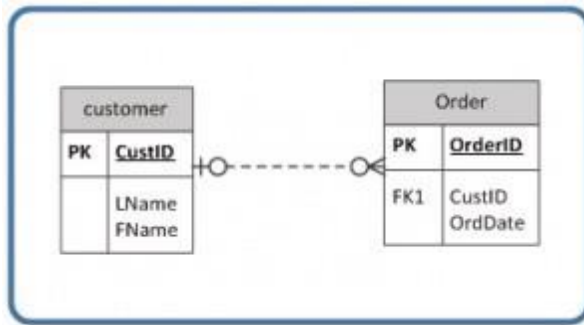 customer
PK CustID
LName
FName
Order
PK OrderID
FK1 CustID
OrdDate